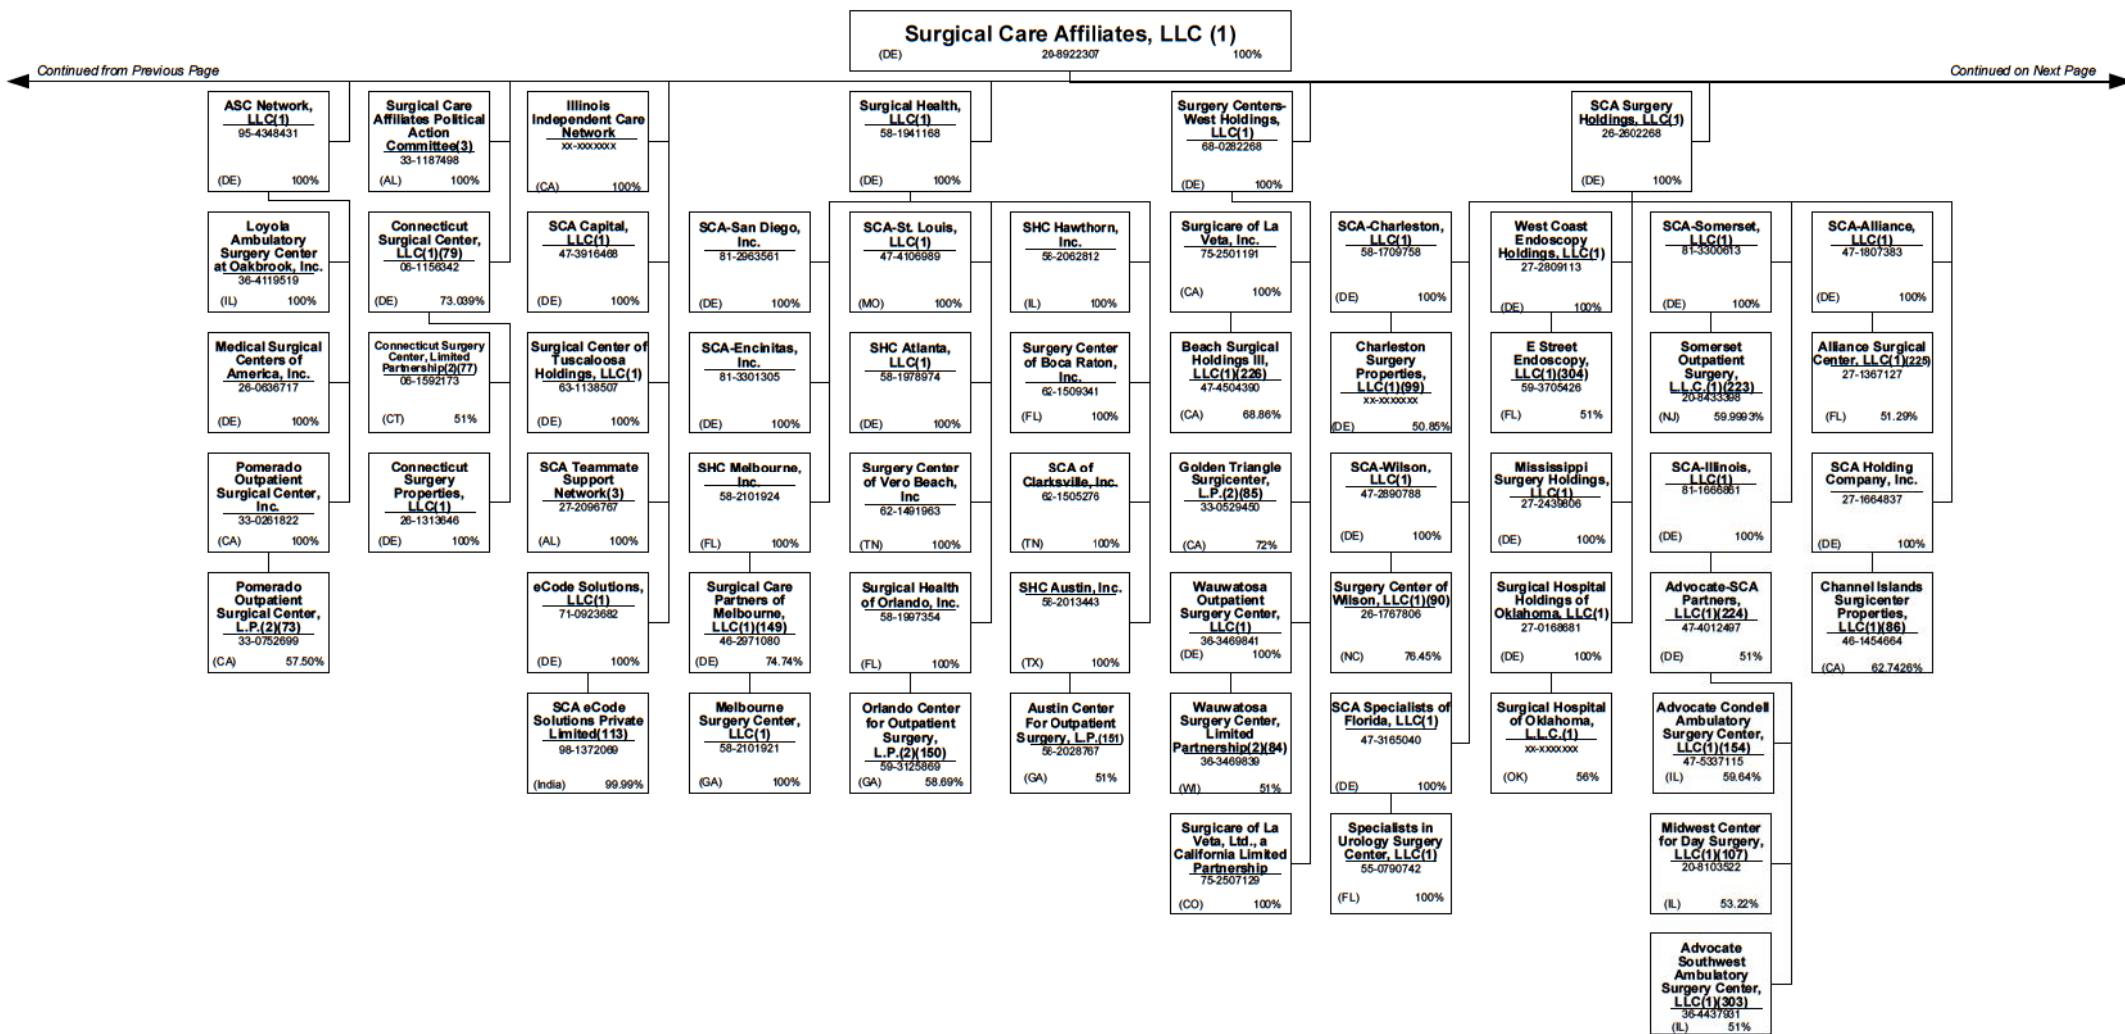 Surgical Care Affiliates, LLC (1)
(DE) 20-8922307 100%
Continued from Previous Page
Continued on Next Page
ASC Network,
LLC(1)
95-4348431
(DE) 100%
Surgical Care
Affiliates Political
Action
Committee(3)
33-1187498
(AL) 100%
Illinois
Independent Care
Network
xx-xxxxxxx
(CA) 100%
Surgical Health,
LLC(1)
58-1941168
(DE) 100%
Surgery Centers-
West Holdings,
LLC(1)
68-0282268
(DE) 100%
SCA Surgery
Holdings, LLC(1)
26-2602268
(DE) 100%
Loyola
Ambulatory
Surgery Center
at Oakbrook, Inc.
36-4119519
(IL) 100%
Connecticut
Surgical Center,
LLC(1)(79)
06-1156342
(DE) 73.039%
SCA Capital,
LLC(1)
47-3916468
(DE) 100%
SCA-San Diego,
Inc.
81-2963561
(DE) 100%
SCA-St. Louis,
LLC(1)
47-4106989
(MO) 100%
SHC Hawthorn,
Inc.
56-2062812
(IL) 100%
Surgicare of La
Veta, Inc.
75-2501191
(CA) 100%
SCA-Charleston,
LLC(1)
58-1709758
(DE) 100%
West Coast
Endoscopy
Holdings, LLC(1)
27-2809113
(DE) 100%
SCA-Somerset,
LLC(1)
81-3300613
(DE) 100%
SCA-Alliance,
LLC(1)
47-1807383
(DE) 100%
Medical Surgical
Centers of
America, Inc.
26-0636717
(DE) 100%
Connecticut Surgery
Center, Limited
Partnership(2)(77)
06-1592173
(CT) 51%
Surgical Center of
Tuscaloosa
Holdings, LLC(1)
63-1138507
(DE) 100%
SCA-Encinitas,
Inc.
81-3301305
(DE) 100%
SHC Atlanta,
LLC(1)
58-1978974
(DE) 100%
Surgery Center
of Boca Raton,
Inc.
62-1509341
(FL) 100%
Beach Surgical
Holdings III,
LLC(1)(226)
47-4504390
(CA) 68.86%
Charleston
Surgery
Properties,
LLC(1)(99)
xx-xxxxxxx
(DE) 50.85%
E Street
Endoscopy,
LLC(1)(304)
59-3705426
(FL) 51%
Somerset
Outpatient
Surgery,
L.L.C.(1)(223)
20-8433398
(NJ) 59.9993%
Alliance Surgical
Center, LLC(1)(225)
27-1367127
(FL) 51.29%
Pomerado
Outpatient
Surgical Center,
Inc.
33-0261822
(CA) 100%
Connecticut
Surgery
Properties,
LLC(1)
26-1313646
(DE) 100%
SCA Teammate
Support
Network(3)
27-2096767
(AL) 100%
SHC Melbourne,
Inc.
58-2101924
(FL) 100%
Surgery Center
of Vero Beach,
Inc
62-1491963
(TN) 100%
SCA of
Clarksville, Inc.
62-1505276
(TN) 100%
Golden Triangle
Surgicenter,
L.P.(2)(85)
33-0529450
(CA) 72%
SCA-Wilson,
LLC(1)
47-2890788
(DE) 100%
Mississippi
Surgery Holdings,
LLC(1)
27-2439806
(DE) 100%
SCA-Illinois,
LLC(1)
81-1666861
(DE) 100%
SCA Holding
Company, Inc.
27-1664837
(DE) 100%
Pomerado
Outpatient
Surgical Center,
L.P.(2)(73)
33-0752699
(CA) 57.50%
eCode Solutions,
LLC(1)
71-0923682
(DE) 100%
Surgical Care
Partners of
Melbourne,
LLC(1)(149)
46-2971080
(DE) 74.74%
Surgical Health
of Orlando, Inc.
58-1997354
(FL) 100%
SHC Austin, Inc.
56-2013443
(TX) 100%
Wauwatosa
Outpatient
Surgery Center,
LLC(1)
36-3469841
(DE) 100%
Surgery Center of
Wilson, LLC(1)(90)
26-1767806
(NC) 76.45%
Surgical Hospital
Holdings of
Oklahoma, LLC(1)
27-0168681
(DE) 100%
Advocate-SCA
Partners,
LLC(1)(224)
47-4012497
(DE) 51%
Channel Islands
Surgicenter
Properties,
LLC(1)(86)
46-1454664
(CA) 62.7426%
SCA eCode
Solutions Private
Limited(113)
98-1372069
(India) 99.99%
Melbourne
Surgery Center,
LLC(1)
58-2101921
(GA) 100%
Orlando Center
for Outpatient
Surgery,
L.P.(2)(150)
59-3125869
(GA) 58.69%
Austin Center
For Outpatient
Surgery, L.P.(151)
56-2028767
(GA) 51%
Wauwatosa
Surgery Center,
Limited
Partnership(2)(84)
36-3469839
(WI) 51%
SCA Specialists of
Florida, LLC(1)
47-3165040
(DE) 100%
Surgical Hospital
of Oklahoma,
L.L.C.(1)
xx-xxxxxxx
(OK) 56%
Advocate Condell
Ambulatory
Surgery Center,
LLC(1)(154)
47-5337115
(IL) 59.64%
Surgicare of La
Veta, Ltd., a
California Limited
Partnership
75-2507129
(CO) 100%
Specialists in
Urology Surgery
Center, LLC(1)
55-0790742
(FL) 100%
Midwest Center
for Day Surgery,
LLC(1)(107)
20-8103522
(IL) 53.22%
Advocate
Southwest
Ambulatory
Surgery Center,
LLC(1)(303)
36-4437931
(IL) 51%